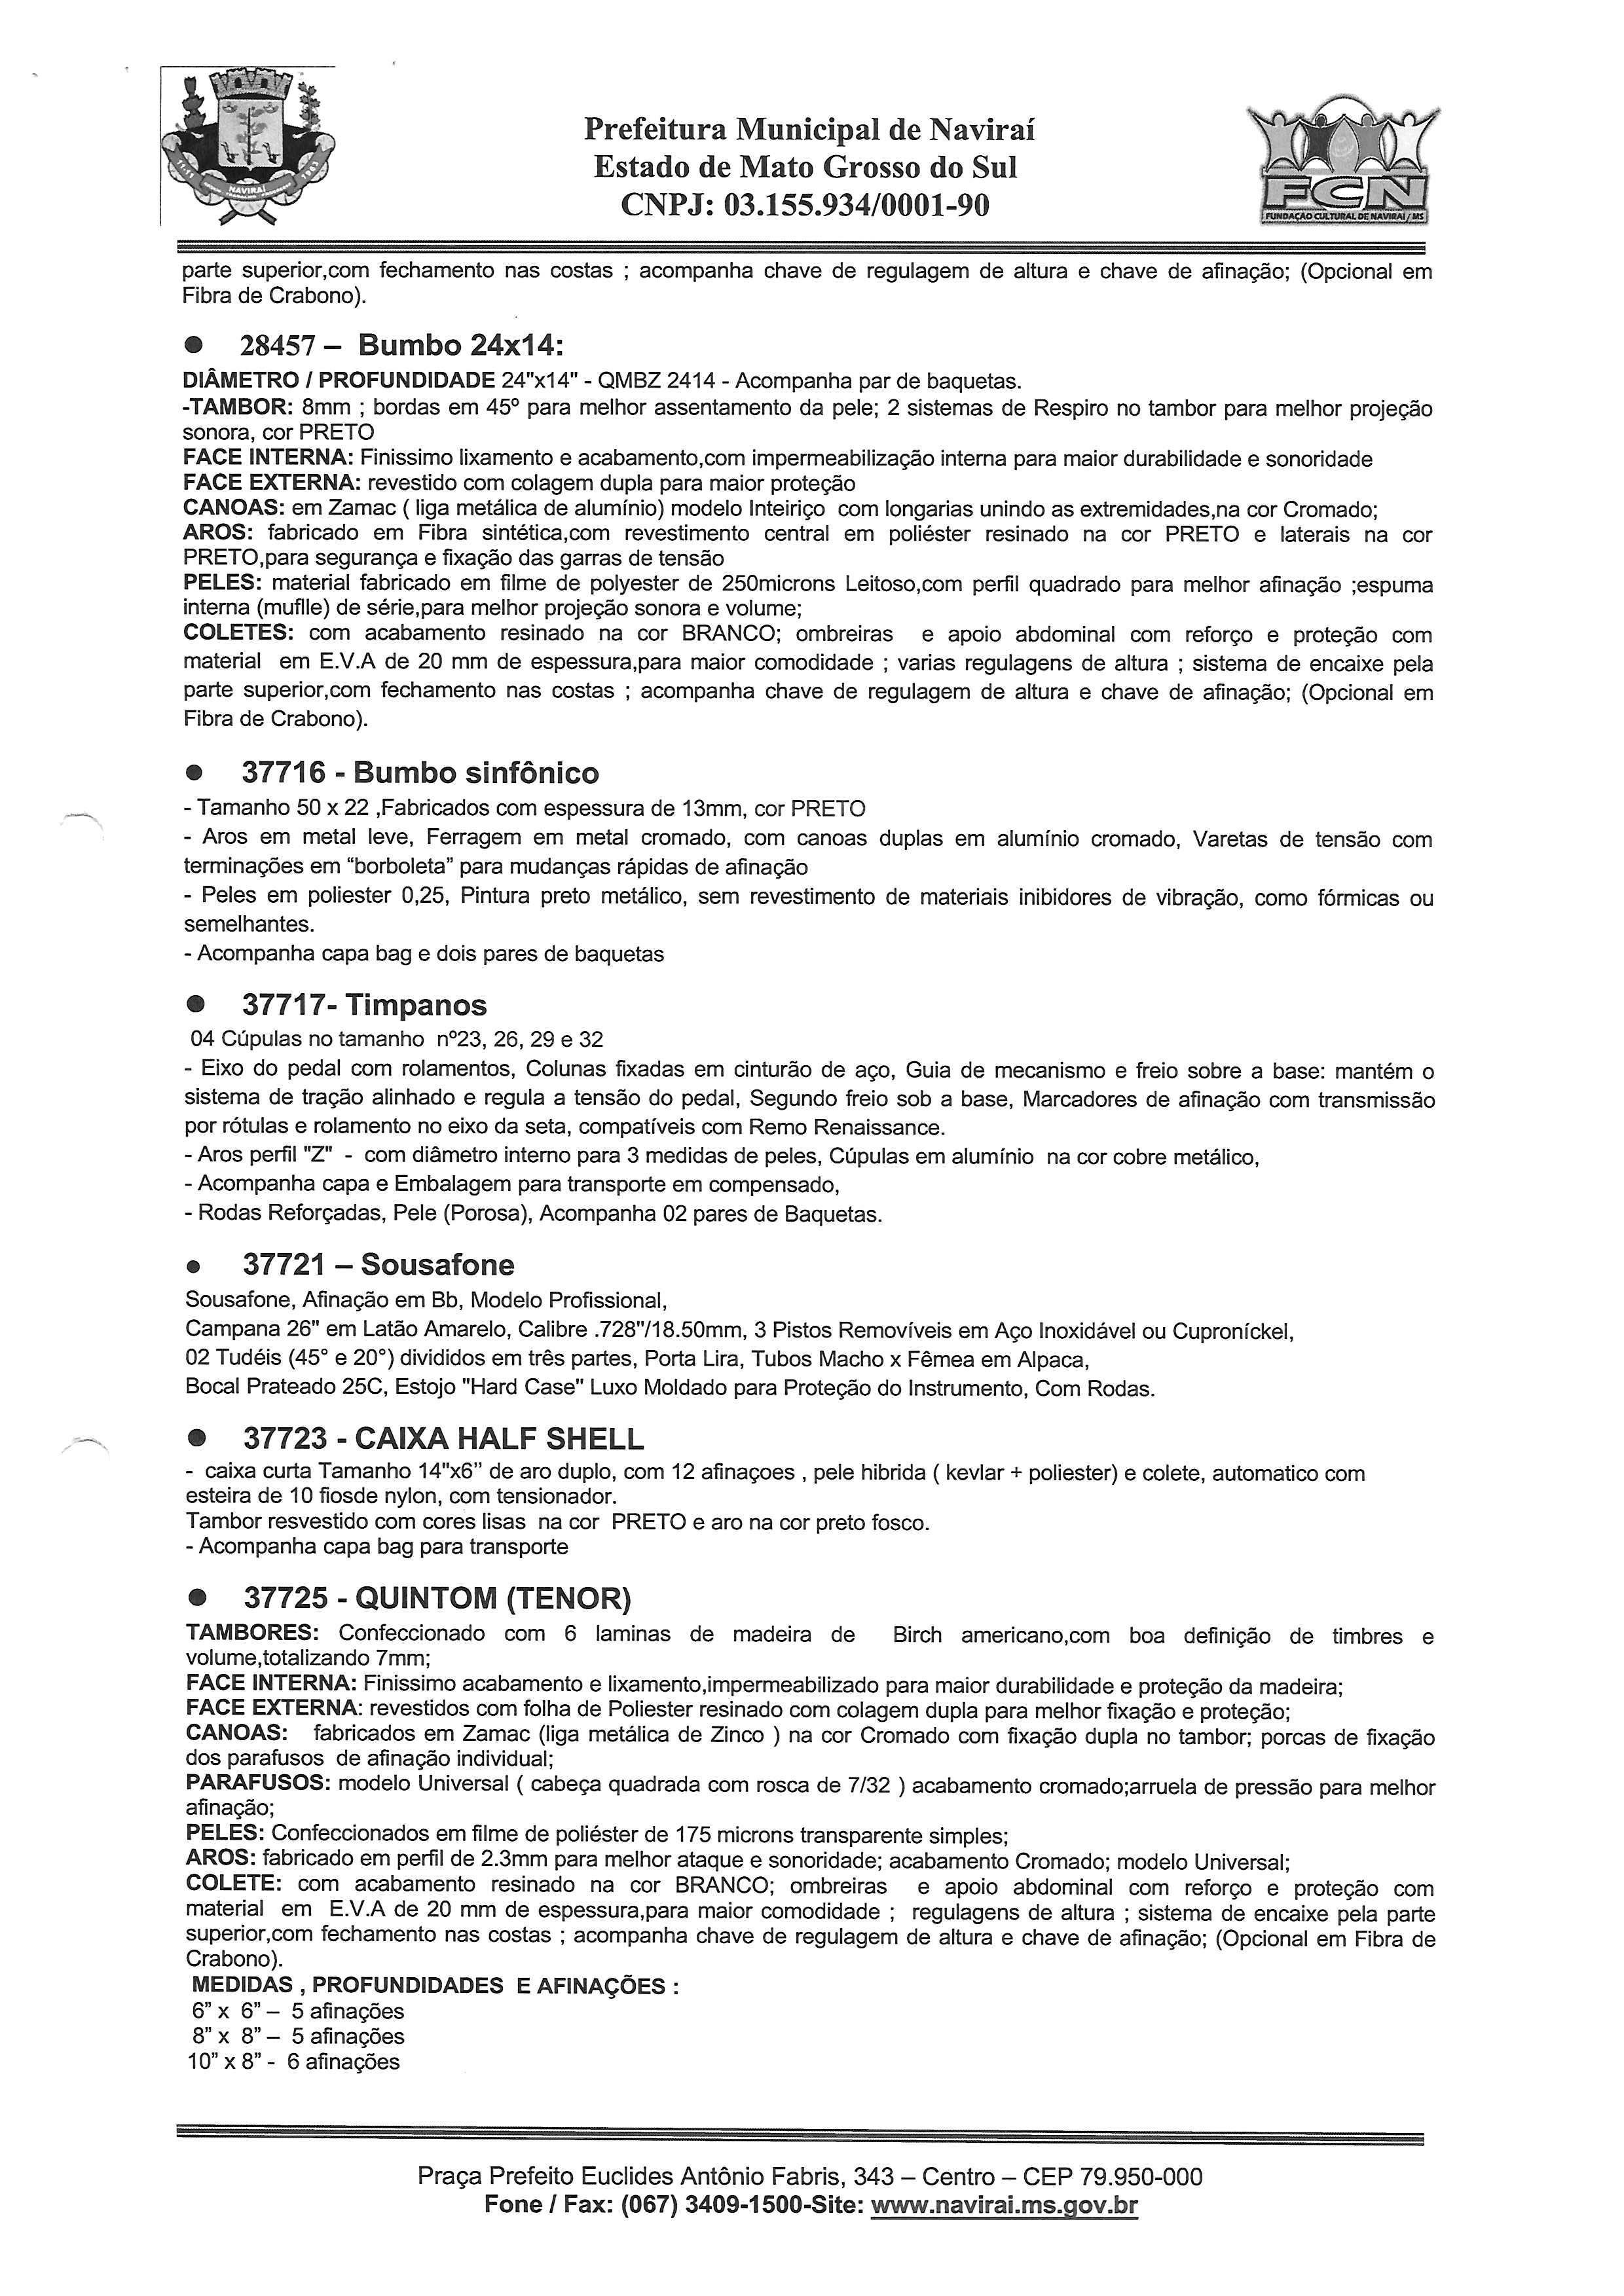 NAVIRAÍ
Prefeitura Municipal de Naviraí
Estado de Mato Grosso do Sul
CNPJ: 03.155.934/0001-90
FCN
FUNDAÇÃO CULTURAL DE NAVIRAÍ / MS
parte superior,com fechamento nas costas ; acompanha chave de regulagem de altura e chave de afinação; (Opcional em
Fibra de Crabono).
● 28457 – Bumbo 24x14:
DIÂMETRO / PROFUNDIDADE 24"x14" - QMBZ 2414 - Acompanha par de baquetas.
-TAMBOR: 8mm ; bordas em 45º para melhor assentamento da pele; 2 sistemas de Respiro no tambor para melhor projeção
sonora, cor PRETO
FACE INTERNA: Finissimo lixamento e acabamento,com impermeabilização interna para maior durabilidade e sonoridade
FACE EXTERNA: revestido com colagem dupla para maior proteção
CANOAS: em Zamac ( liga metálica de alumínio) modelo Inteiriço com longarias unindo as extremidades,na cor Cromado;
AROS: fabricado em Fibra sintética,com revestimento central em poliéster resinado na cor PRETO e laterais na cor
PRETO,para segurança e fixação das garras de tensão
PELES: material fabricado em filme de polyester de 250microns Leitoso,com perfil quadrado para melhor afinação ;espuma
interna (muflle) de série,para melhor projeção sonora e volume;
COLETES: com acabamento resinado na cor BRANCO; ombreiras e apoio abdominal com reforço e proteção com
material em E.V.A de 20 mm de espessura,para maior comodidade ; varias regulagens de altura ; sistema de encaixe pela
parte superior,com fechamento nas costas ; acompanha chave de regulagem de altura e chave de afinação; (Opcional em
Fibra de Crabono).
● 37716 - Bumbo sinfônico
- Tamanho 50 x 22 ,Fabricados com espessura de 13mm, cor PRETO
- Aros em metal leve, Ferragem em metal cromado, com canoas duplas em alumínio cromado, Varetas de tensão com
terminações em “borboleta” para mudanças rápidas de afinação
- Peles em poliester 0,25, Pintura preto metálico, sem revestimento de materiais inibidores de vibração, como fórmicas ou
semelhantes.
- Acompanha capa bag e dois pares de baquetas
● 37717- Timpanos
04 Cúpulas no tamanho nº23, 26, 29 e 32
- Eixo do pedal com rolamentos, Colunas fixadas em cinturão de aço, Guia de mecanismo e freio sobre a base: mantém o
sistema de tração alinhado e regula a tensão do pedal, Segundo freio sob a base, Marcadores de afinação com transmissão
por rótulas e rolamento no eixo da seta, compatíveis com Remo Renaissance.
- Aros perfil "Z" - com diâmetro interno para 3 medidas de peles, Cúpulas em alumínio na cor cobre metálico,
- Acompanha capa e Embalagem para transporte em compensado,
- Rodas Reforçadas, Pele (Porosa), Acompanha 02 pares de Baquetas.
● 37721 – Sousafone
Sousafone, Afinação em Bb, Modelo Profissional,
Campana 26" em Latão Amarelo, Calibre .728"/18.50mm, 3 Pistos Removíveis em Aço Inoxidável ou Cuproníckel,
02 Tudéis (45° e 20°) divididos em três partes, Porta Lira, Tubos Macho x Fêmea em Alpaca,
Bocal Prateado 25C, Estojo "Hard Case" Luxo Moldado para Proteção do Instrumento, Com Rodas.
● 37723 - CAIXA HALF SHELL
- caixa curta Tamanho 14"x6” de aro duplo, com 12 afinaçoes , pele hibrida ( kevlar + poliester) e colete, automatico com
esteira de 10 fiosde nylon, com tensionador.
Tambor resvestido com cores lisas na cor PRETO e aro na cor preto fosco.
- Acompanha capa bag para transporte
● 37725 - QUINTOM (TENOR)
TAMBORES: Confeccionado com 6 laminas de madeira de Birch americano,com boa definição de timbres e
volume,totalizando 7mm;
FACE INTERNA: Finissimo acabamento e lixamento,impermeabilizado para maior durabilidade e proteção da madeira;
FACE EXTERNA: revestidos com folha de Poliester resinado com colagem dupla para melhor fixação e proteção;
CANOAS: fabricados em Zamac (liga metálica de Zinco ) na cor Cromado com fixação dupla no tambor; porcas de fixação
dos parafusos de afinação individual;
PARAFUSOS: modelo Universal ( cabeça quadrada com rosca de 7/32 ) acabamento cromado;arruela de pressão para melhor
afinação;
PELES: Confeccionados em filme de poliéster de 175 microns transparente simples;
AROS: fabricado em perfil de 2.3mm para melhor ataque e sonoridade; acabamento Cromado; modelo Universal;
COLETE: com acabamento resinado na cor BRANCO; ombreiras e apoio abdominal com reforço e proteção com
material em E.V.A de 20 mm de espessura,para maior comodidade ; regulagens de altura ; sistema de encaixe pela parte
superior,com fechamento nas costas ; acompanha chave de regulagem de altura e chave de afinação; (Opcional em Fibra de
Crabono).
MEDIDAS , PROFUNDIDADES E AFINAÇÕES :
6” x 6” – 5 afinações
8” x 8” – 5 afinações
10” x 8” - 6 afinações
Praça Prefeito Euclides Antônio Fabris, 343 – Centro – CEP 79.950-000
Fone / Fax: (067) 3409-1500-Site: www.navirai.ms.gov.br